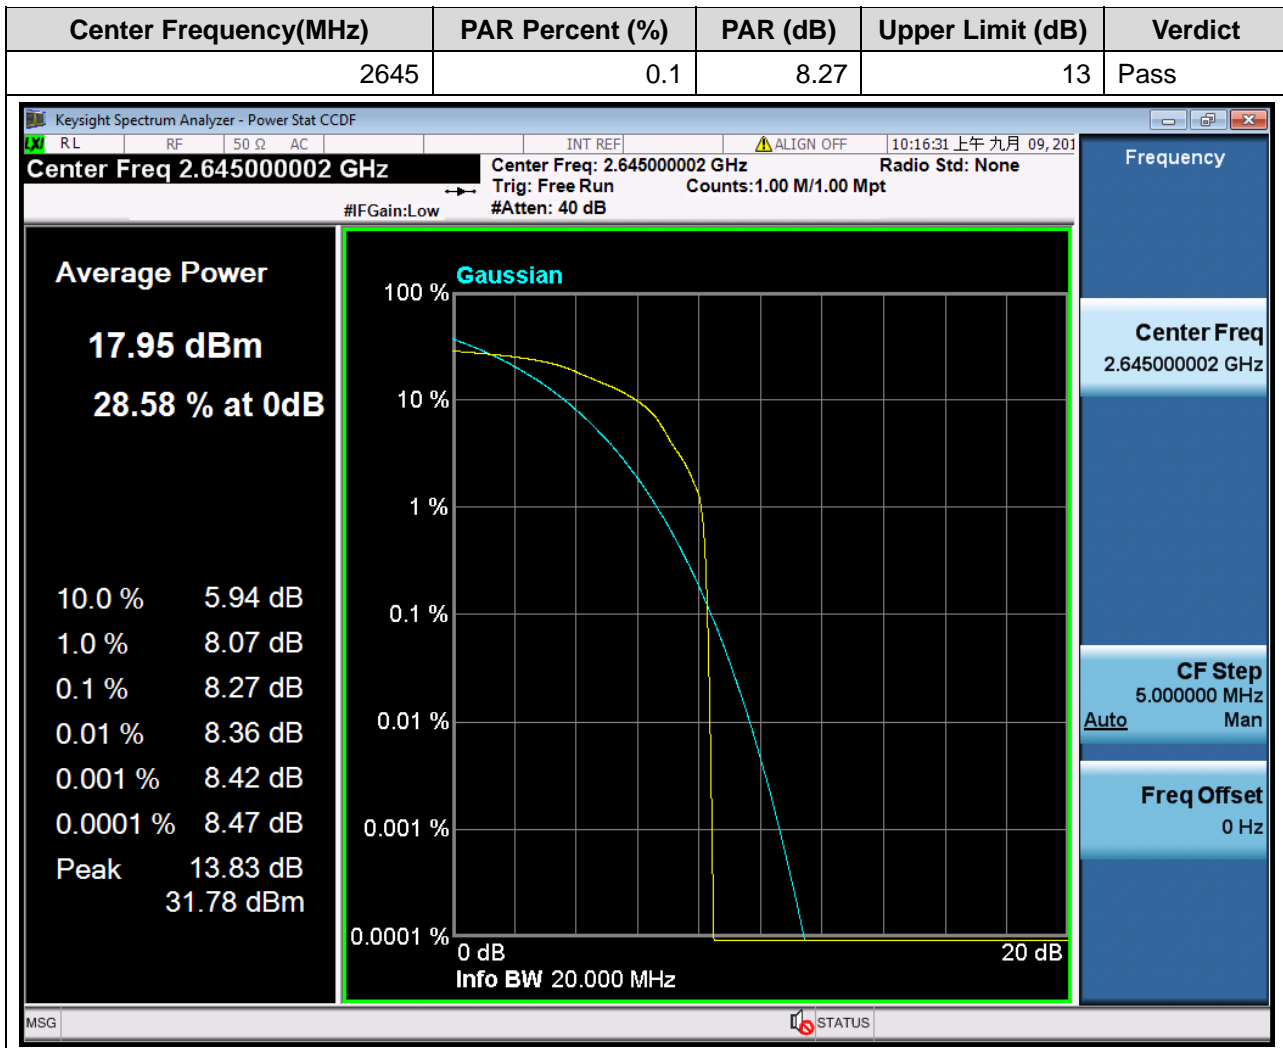 Center Frequency(MHz) PAR Percent (%) PAR (dB) Upper Limit (dB) Verdict
2645 0.1 8.27 13 Pass
Keysight Spectrum Analyzer - Power Stat CCDF
LXI RL RF 50 Ω AC INT REF ALIGN OFF 10:16:31 上午 九月 09, 201
Center Freq 2.645000002 GHz
Center Freq: 2.645000002 GHz Radio Std: None
Trig: Free Run Counts:1.00 M/1.00 Mpt
#IFGain:Low #Atten: 40 dB
Average Power
17.95 dBm
28.58 % at 0dB
10.0 % 5.94 dB
1.0 % 8.07 dB
0.1 % 8.27 dB
0.01 % 8.36 dB
0.001 % 8.42 dB
0.0001 % 8.47 dB
Peak 13.83 dB
31.78 dBm
Gaussian
100 %
10 %
1 %
0.1 %
0.01 %
0.001 %
0.0001 %
0 dB 20 dB
Info BW 20.000 MHz
Frequency
Center Freq
2.645000002 GHz
CF Step
5.000000 MHz
Auto Man
Freq Offset
0 Hz
MSG STATUS